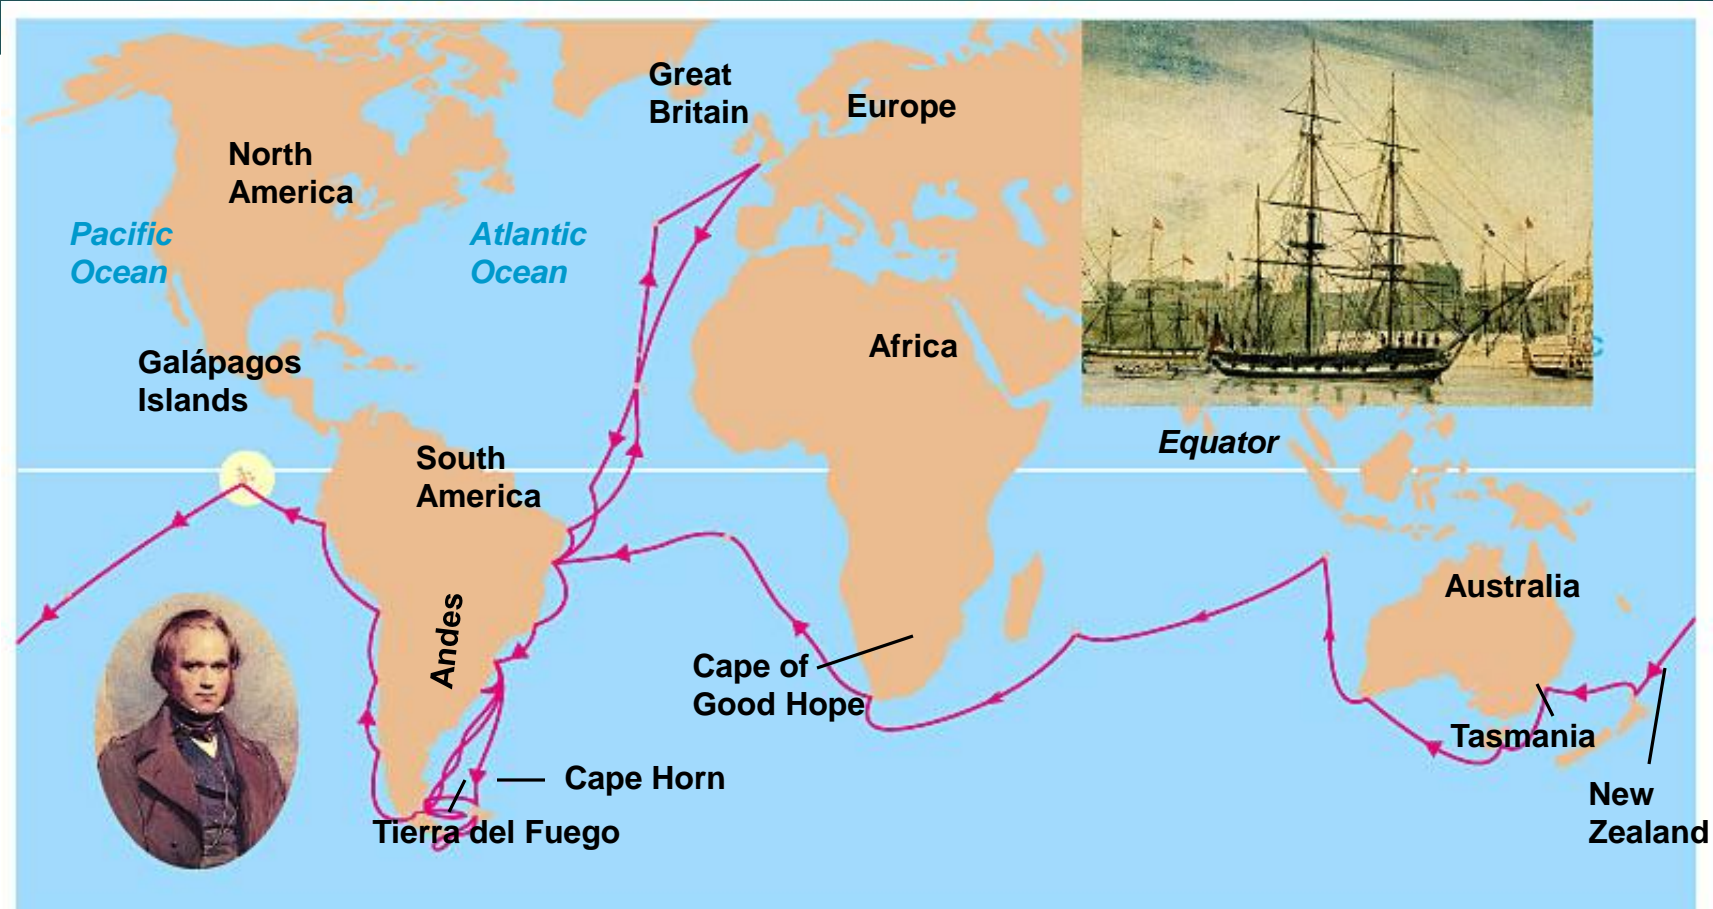 Great
Britain
Europe
North
America
Pacific
Ocean
Atlantic
Ocean
Africa
Galápagos
Islands
Equator
South
America
Australia
Andes
Cape of
Good Hope
Tasmania
Cape Horn
New
Zealand
Tierra del Fuego